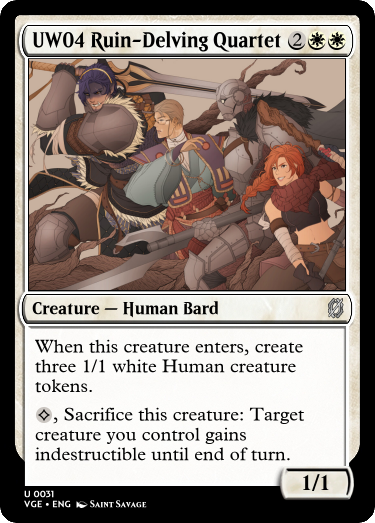 UW04 Ruin-Delving Quartet 2
Creature — Human Bard
When this creature enters, create
three 1/1 white Human creature
tokens.
, Sacrifice this creature: Target
creature you control gains
indestructible until end of turn.
1/1
U 0031
VGE • ENG Saint Savage